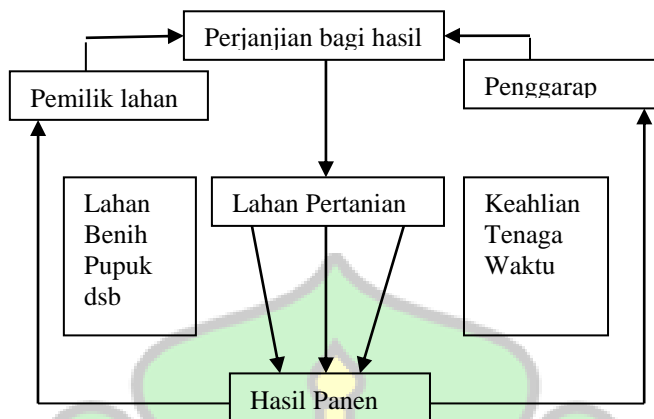 Perjanjian bagi hasil
Pemilik lahan
Penggarap
Lahan
Benih
Pupuk
dsb
Lahan Pertanian
Keahlian
Tenaga
Waktu
Hasil Panen